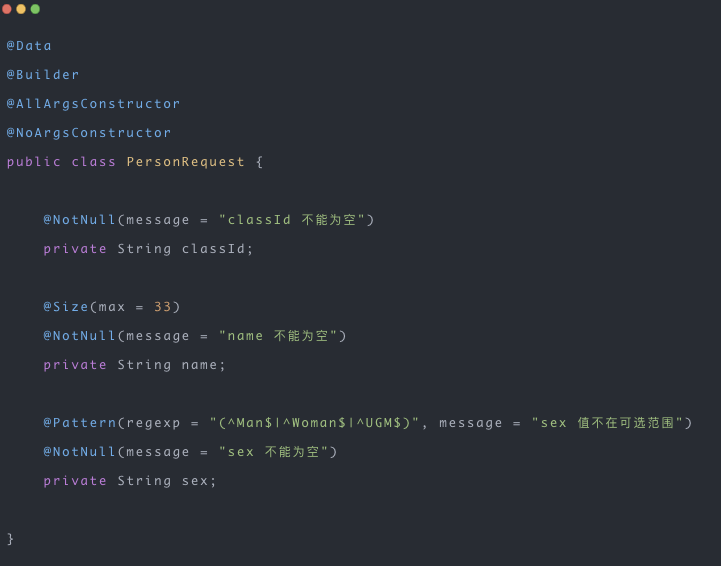 @Data
@Builder
@AllArgsConstructor
@NoArgsConstructor
public class PersonRequest {
@NotNull(message = "classId 不能为空")
private String classId;
@Size(max = 33)
@NotNull(message = "name 不能为空")
private String name;
@Pattern(regexp = "(^Man$|^Woman$|^UGM$)", message = "sex 值不在可选范围")
@NotNull(message = "sex 不能为空")
private String sex;
}